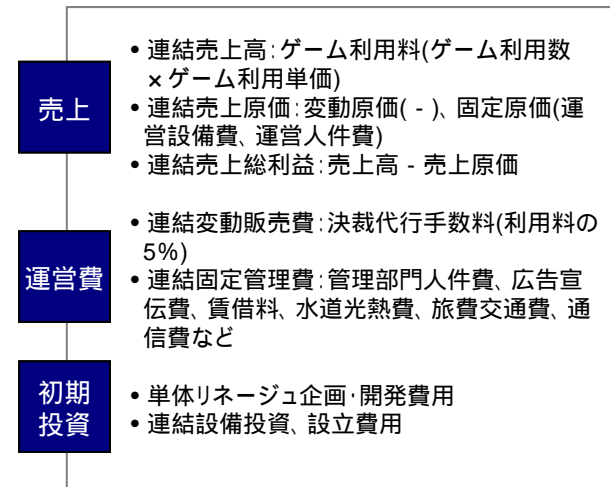 売上
• 連結売上高:ゲーム利用料(ゲーム利用数
×ゲーム利用単価)
• 連結売上原価:変動原価( - )、固定原価(運
営設備費、運営人件費)
• 連結売上総利益:売上高 - 売上原価
運営費
• 連結変動販売費:決裁代行手数料(利用料の
5%)
• 連結固定管理費:管理部門人件費、広告宣
伝費、賃借料、水道光熱費、旅費交通費、通
信費など
初期
投資
• 単体リネージュ企画・開発費用
• 連結設備投資、設立費用